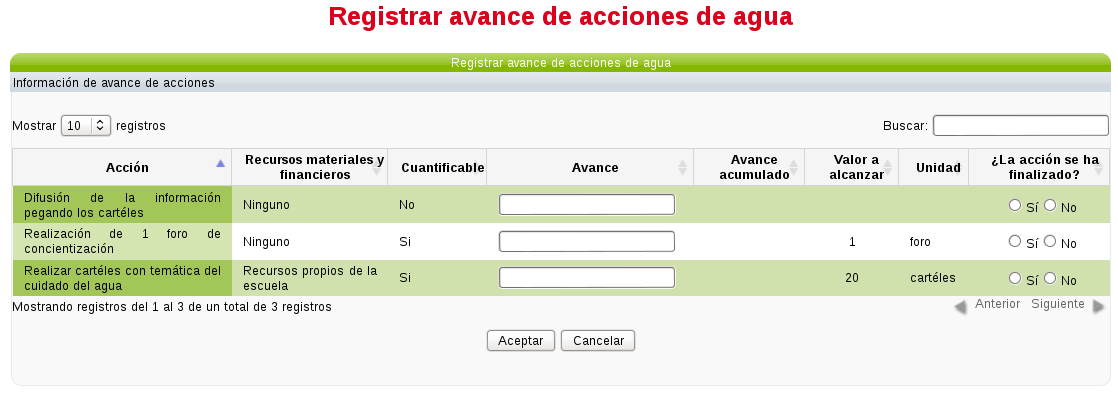 Registrar avance de acciones de agua
Registrar avance de acciones de agua
Información de avance de acciones
Mostrar 10 registros Buscar:
Acción Recursos materiales y financieros Cuantificable Avance Avance acumulado Valor a alcanzar Unidad ¿La acción se ha finalizado?
Difusión de la información pegando los cartéles Ninguno No Sí No
Realización de 1 foro de concientización Ninguno Si 1 foro Sí No
Realizar cartéles con temática del cuidado del agua Recursos propios de la escuela Si 20 cartéles Sí No
Mostrando registros del 1 al 3 de un total de 3 registros Anterior Siguiente
Aceptar Cancelar